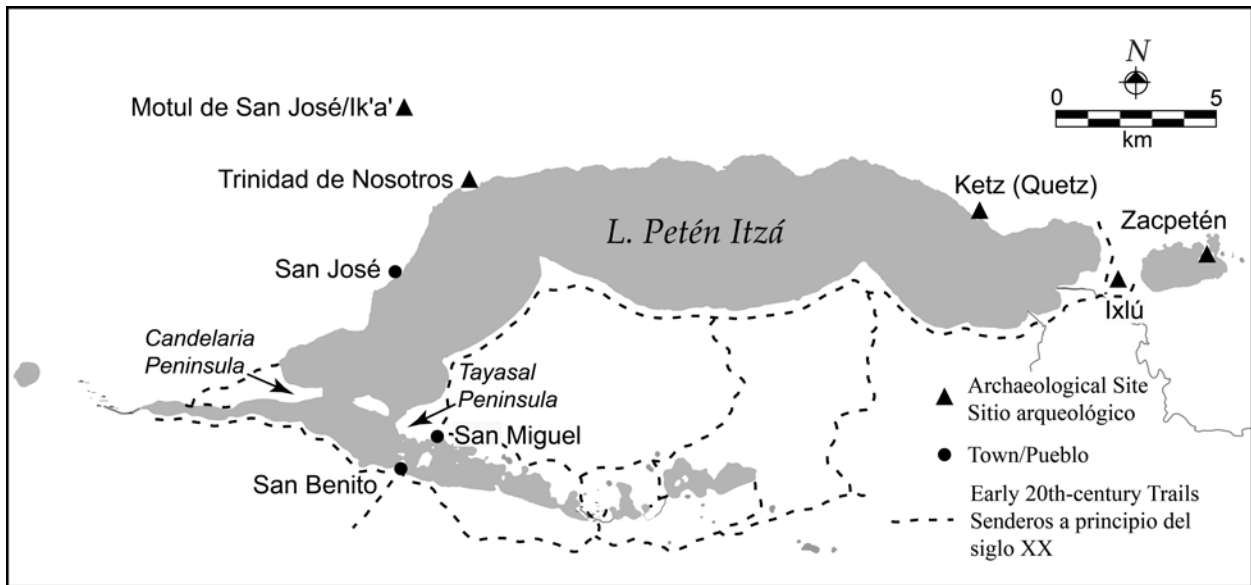 N
0 5
km
Motul de San José/Ik'a'
Trinidad de Nosotros
Ketz (Quetz)
Zacpetén
L. Petén Itzá
San José
Ixlú
Candelaria
Peninsula
Tayasal
Peninsula
San Miguel
San Benito
Archaeological Site
Sitio arqueológico
Town/Pueblo
Early 20th-century Trails
Senderos a principio del
siglo XX